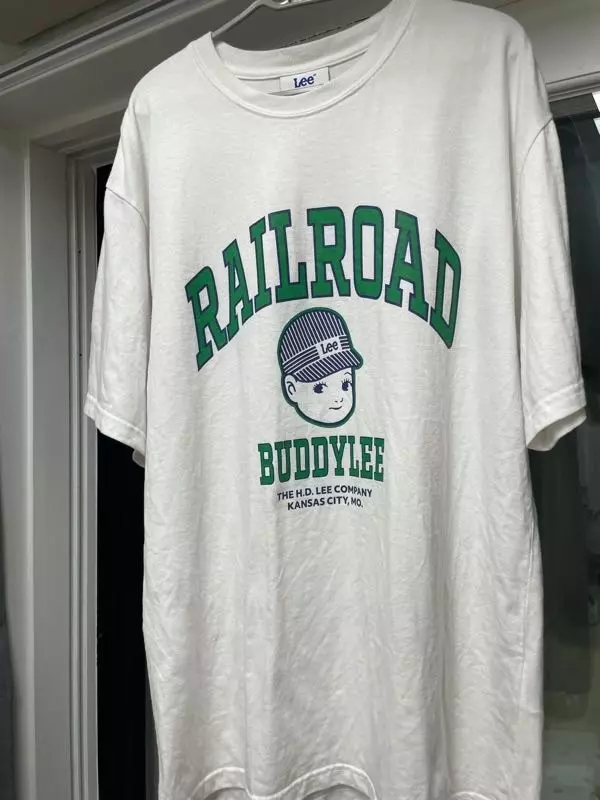 Lee
RAILROAD
Lee
BUDDYLEE
THE H.D. LEE COMPANY
KANSAS CITY, MO.